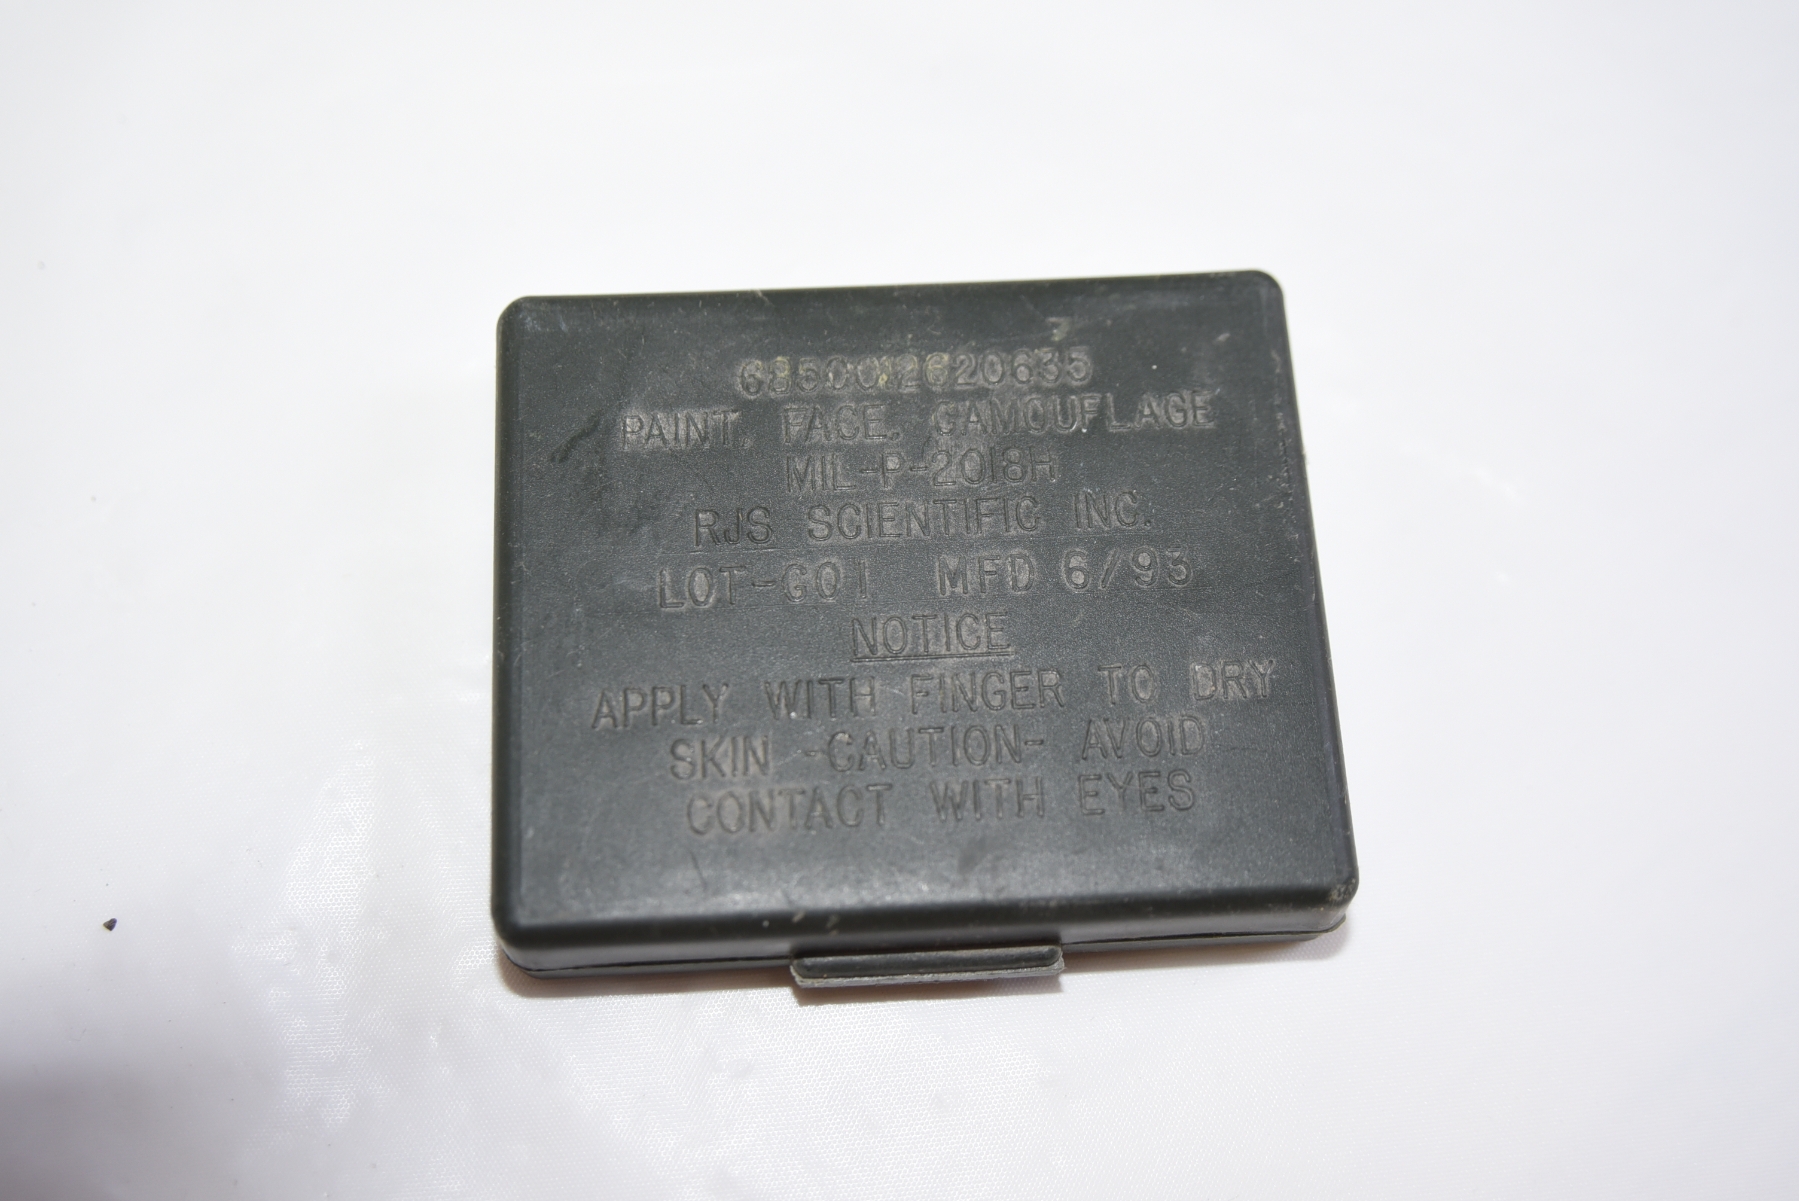 6850012620635
PAINT, FACE, CAMOUFLAGE
MIL-P-2018H
RJS SCIENTIFIC INC.
LOT-G01 MFD 6/93
NOTICE
APPLY WITH FINGER TO DRY
SKIN -CAUTION- AVOID
CONTACT WITH EYES